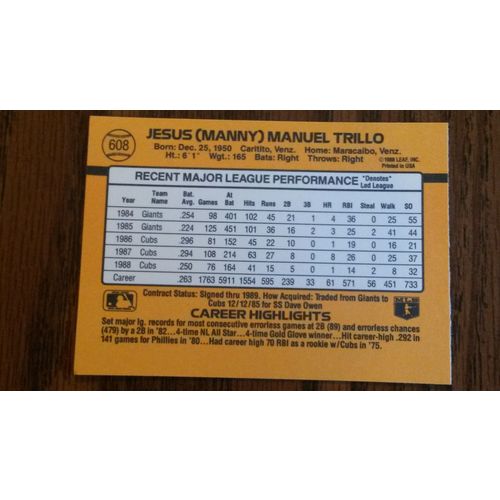 608
JESUS (MANNY) MANUEL TRILLO
Born: Dec. 25, 1950 Caritito, Venz. Home: Maracaibo, Venz.
Ht.: 6'1" Wgt.: 165 Bats: Right Throws: Right
©1988 LEAF, INC.
Printed in USA
RECENT MAJOR LEAGUE PERFORMANCE *Denotes Led League
Year Team Name Bat. Avg. Games At Bat Hits Runs 2B 3B HR RBI Steal Walk SO
1984 Giants .254 98 401 102 45 21 1 4 36 0 25 55
1985 Giants .224 125 451 101 36 16 2 3 25 2 40 44
1986 Cubs .296 81 152 45 22 10 0 1 19 0 16 21
1987 Cubs .294 108 214 63 27 8 0 8 26 0 25 37
1988 Cubs .250 76 164 41 15 5 0 1 14 2 8 32
Career .263 1763 5911 1554 595 239 33 61 571 56 451 733
Contract Status: Signed thru 1989. How Acquired: Traded from Giants to
Cubs 12/12/85 for SS Dave Owen
CAREER HIGHLIGHTS
Set major lg. records for most consecutive errorless games at 2B (89) and errorless chances
(479) by a 2B in '82...4-time NL All Star...4-time Gold Glove winner...Hit career-high .292 in
141 games for Phillies in '80...Had career high 70 RBI as a rookie w/Cubs in '75.